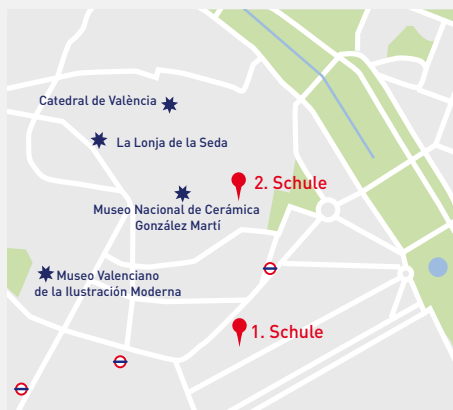 Catedral de València
La Lonja de la Seda
2. Schule
Museo Nacional de Cerámica
González Martí
Museo Valenciano
de la Ilustración Moderna
1. Schule